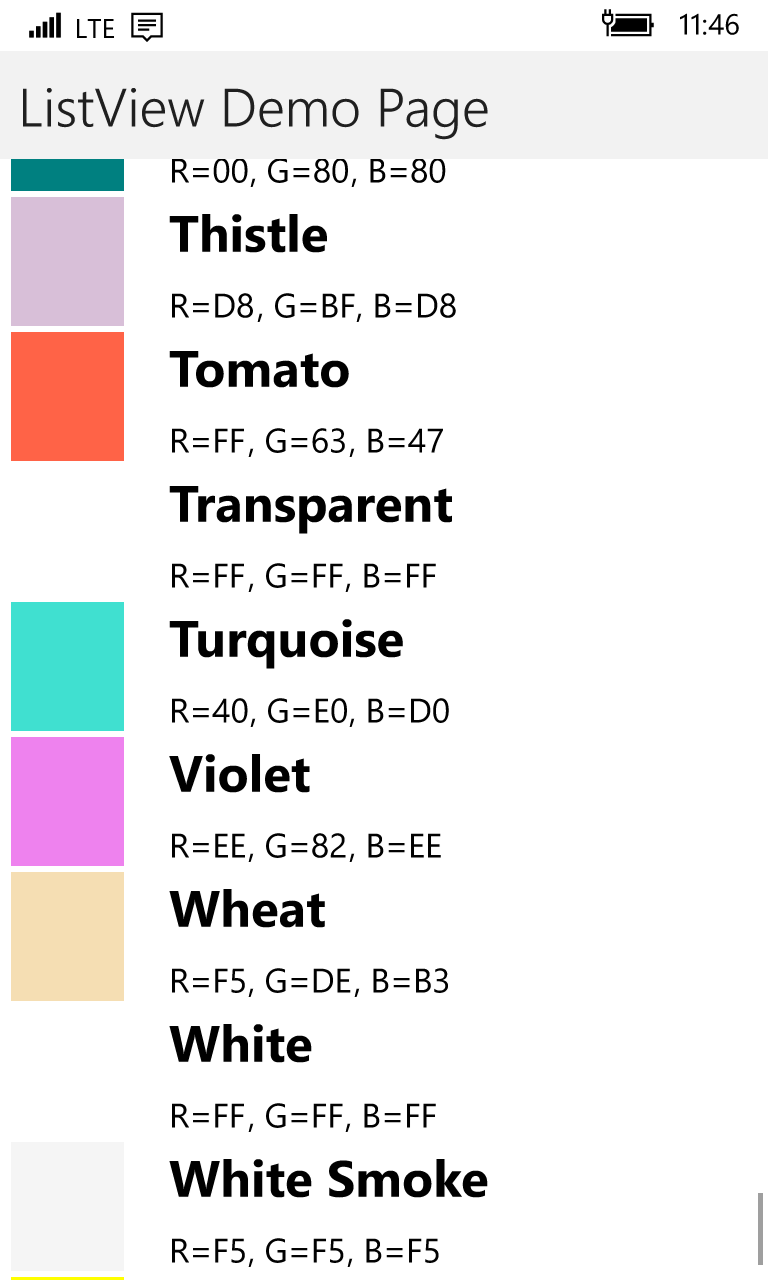 LTE 11:46
ListView Demo Page
R=00, G=80, B=80
Thistle
R=D8, G=BF, B=D8
Tomato
R=FF, G=63, B=47
Transparent
R=FF, G=FF, B=FF
Turquoise
R=40, G=E0, B=D0
Violet
R=EE, G=82, B=EE
Wheat
R=F5, G=DE, B=B3
White
R=FF, G=FF, B=FF
White Smoke
R=F5, G=F5, B=F5